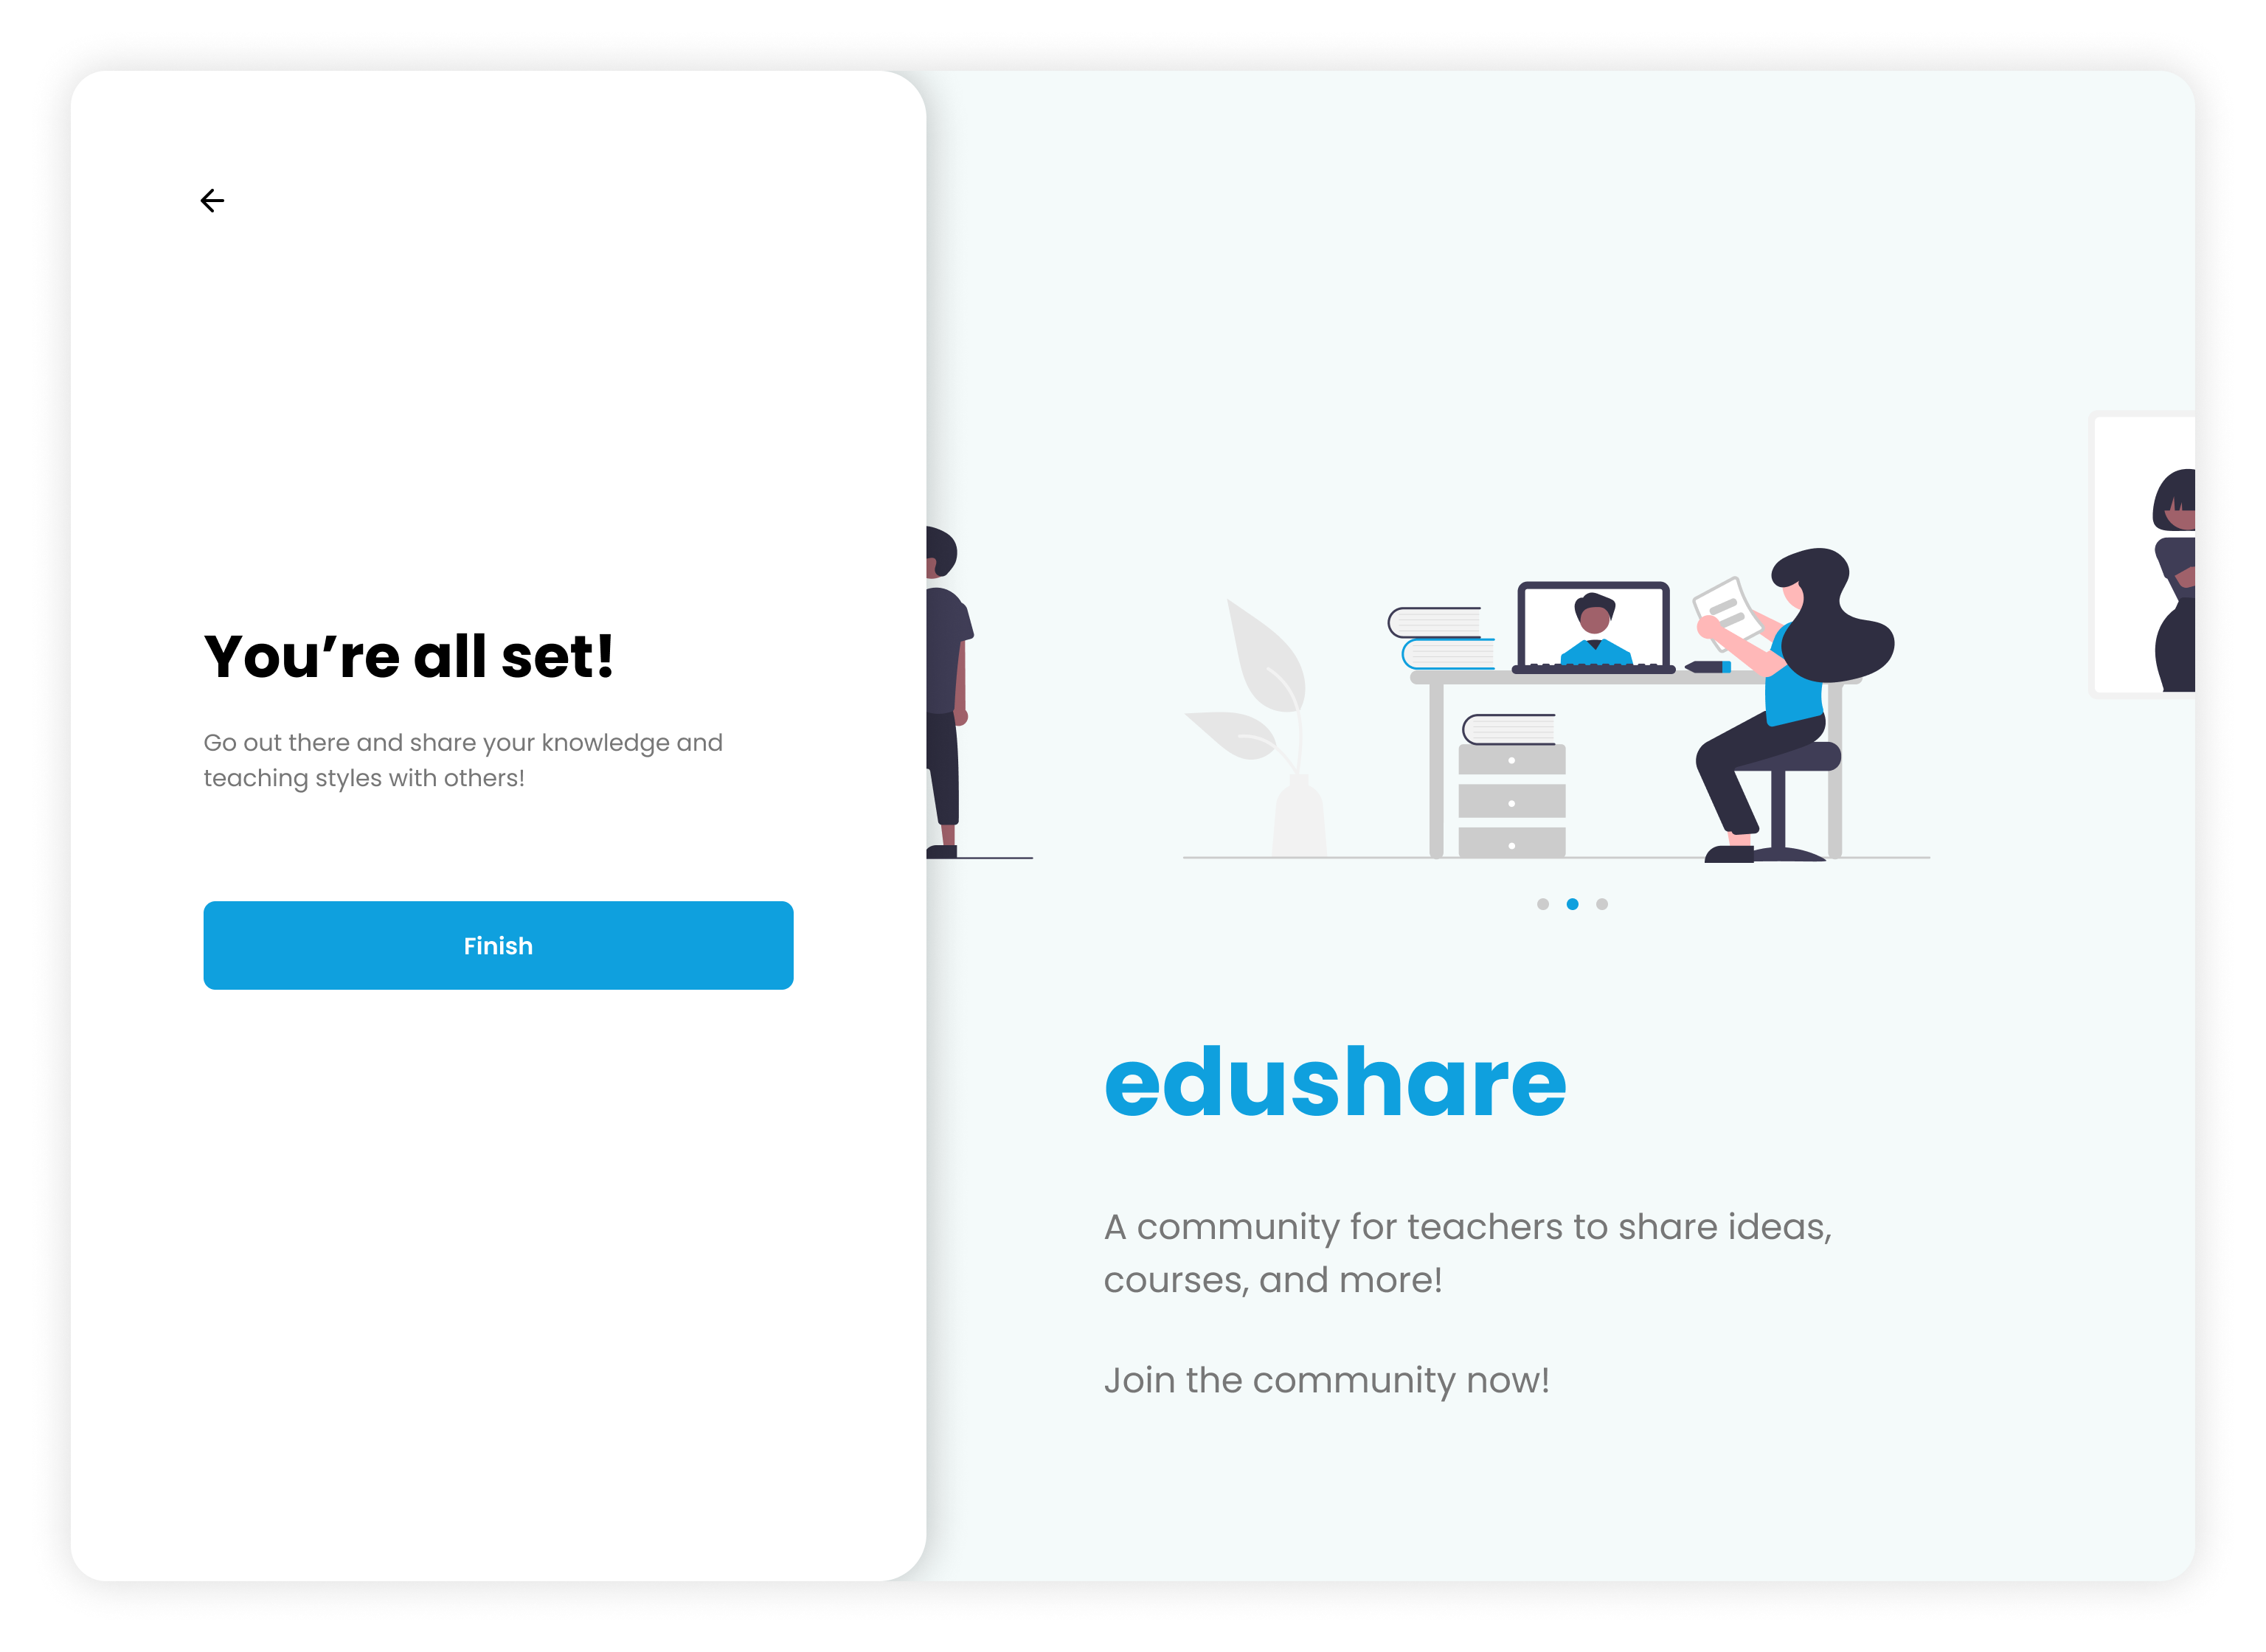 You’re all set!
Go out there and share your knowledge and
teaching styles with others!
Finish
edushare
A community for teachers to share ideas,
courses, and more!
Join the community now!